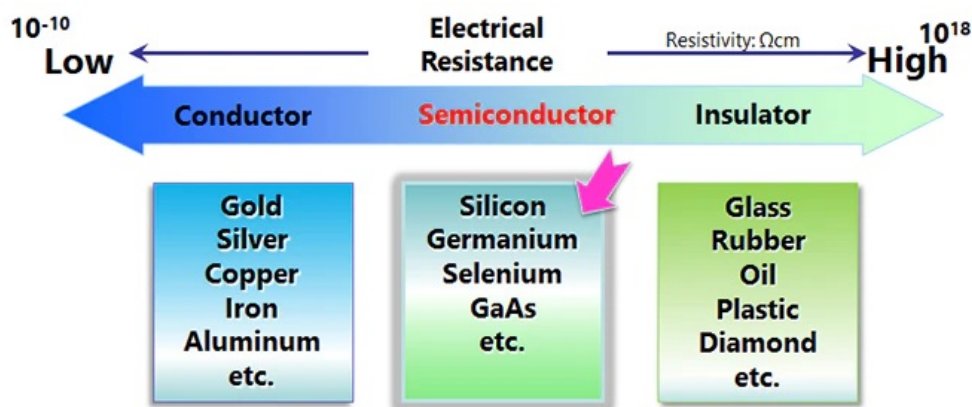 10⁻¹⁰
Low
Electrical
Resistance
Resistivity: Ωcm
10¹⁸
High
Conductor
Semiconductor
Insulator
Gold
Silver
Copper
Iron
Aluminum
etc.
Silicon
Germanium
Selenium
GaAs
etc.
Glass
Rubber
Oil
Plastic
Diamond
etc.